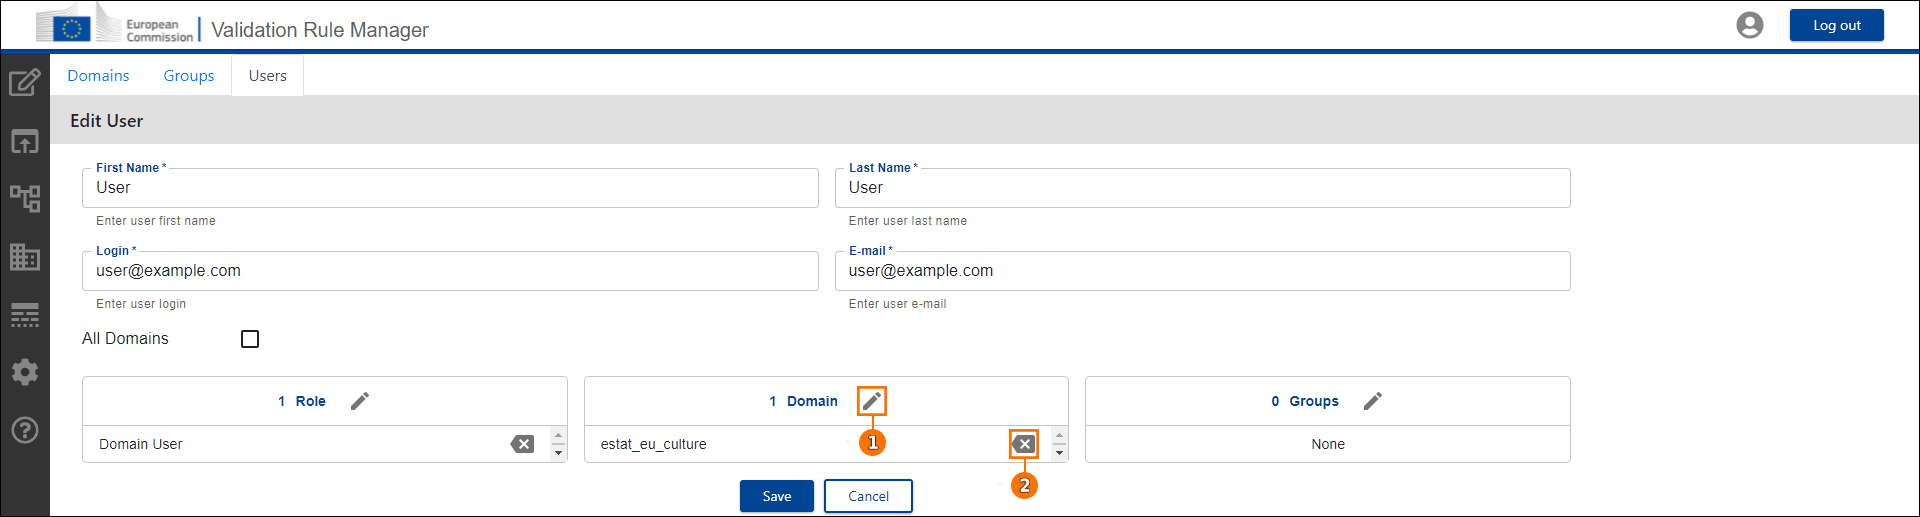 European
Commission
Validation Rule Manager
Log out
Domains
Groups
Users
Edit User
First Name *
User
Enter user first name
Last Name *
User
Enter user last name
Login *
user@example.com
Enter user login
E-mail *
user@example.com
Enter user e-mail
All Domains
1 Role
Domain User
1 Domain
1
estat_eu_culture
2
0 Groups
None
Save
Cancel